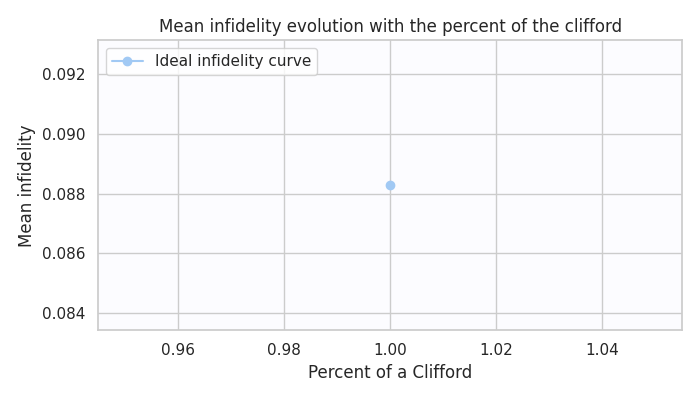 Mean infidelity evolution with the percent of the clifford
Ideal infidelity curve
Mean infidelity
0.092
0.090
0.088
0.086
0.084
0.96
0.98
1.00
1.02
1.04
Percent of a Clifford